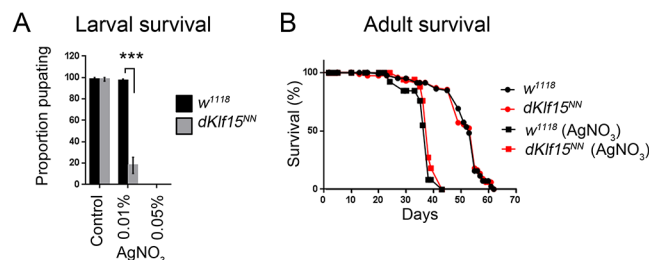 A Larval survival
Proportion pupating
120
100
80
60
40
20
0
***
Control
0.01%
0.05%
AgNO3
w1118
dKlf15NN
B Adult survival
Survival (%)
100
50
0
0 10 20 30 40 50 60 70
Days
w1118
dKlf15NN
w1118 (AgNO3)
dKlf15NN (AgNO3)